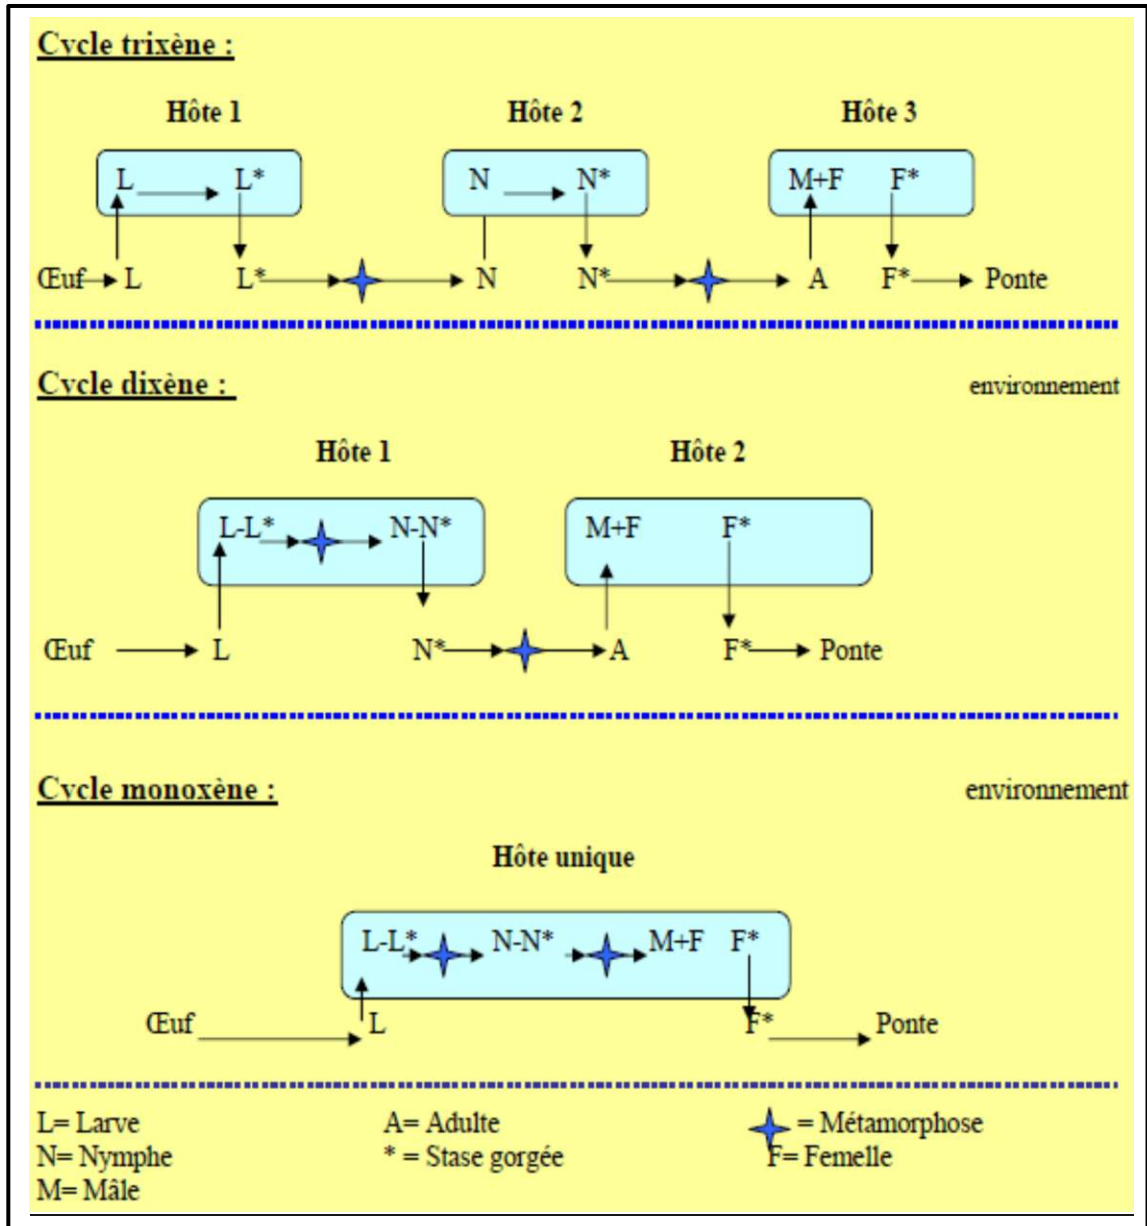 Cycle trixène :
Hôte 1 Hôte 2 Hôte 3
L L* N N* M+F F*
Œuf L L* N N* A F* Ponte
Cycle dixène : environnement
Hôte 1 Hôte 2
L-L* N-N* M+F F*
Œuf L N* A F* Ponte
Cycle monoxène : environnement
Hôte unique
L-L* N-N* M+F F*
Œuf L F* Ponte
L= Larve A= Adulte = Métamorphose
N= Nymphe * = Stase gorgée F= Femelle
M= Mâle